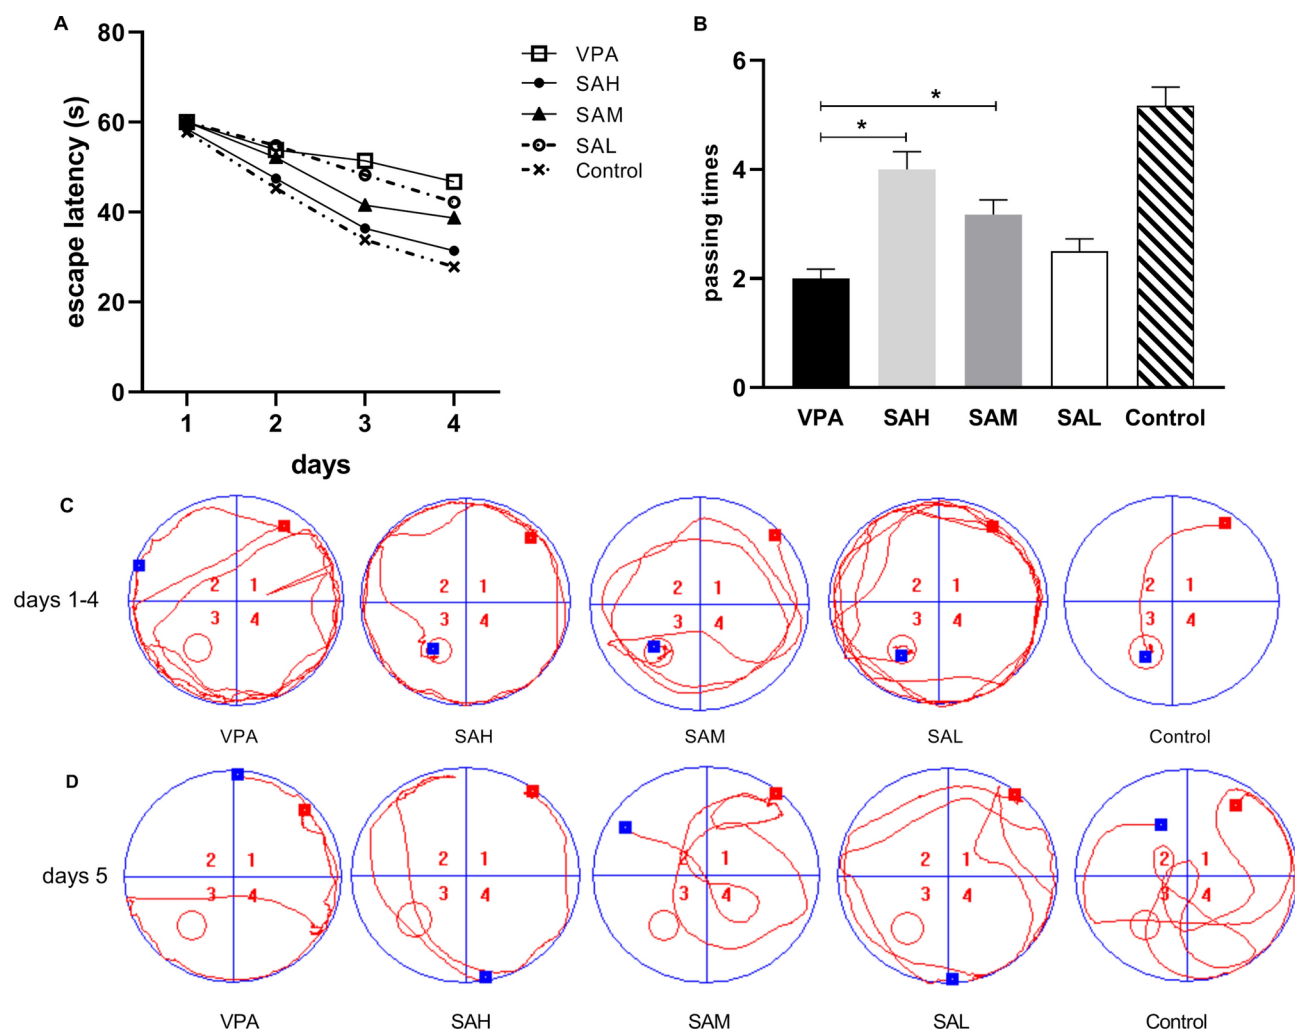 A
80
60
40
20
0
escape latency (s)
1 2 3 4
days
VPA
SAH
SAM
SAL
Control
B
6
4
2
0
passing times
*
*
VPA SAH SAM SAL Control
C
days 1-4
2 1
3 4
2 1
3 4
2 1
3 4
2 1
3 4
2 1
3 4
VPA SAH SAM SAL Control
D
days 5
2 1
3 4
2 1
3 4
2 1
3 4
2 1
3 4
2 1
3 4
VPA SAH SAM SAL Control